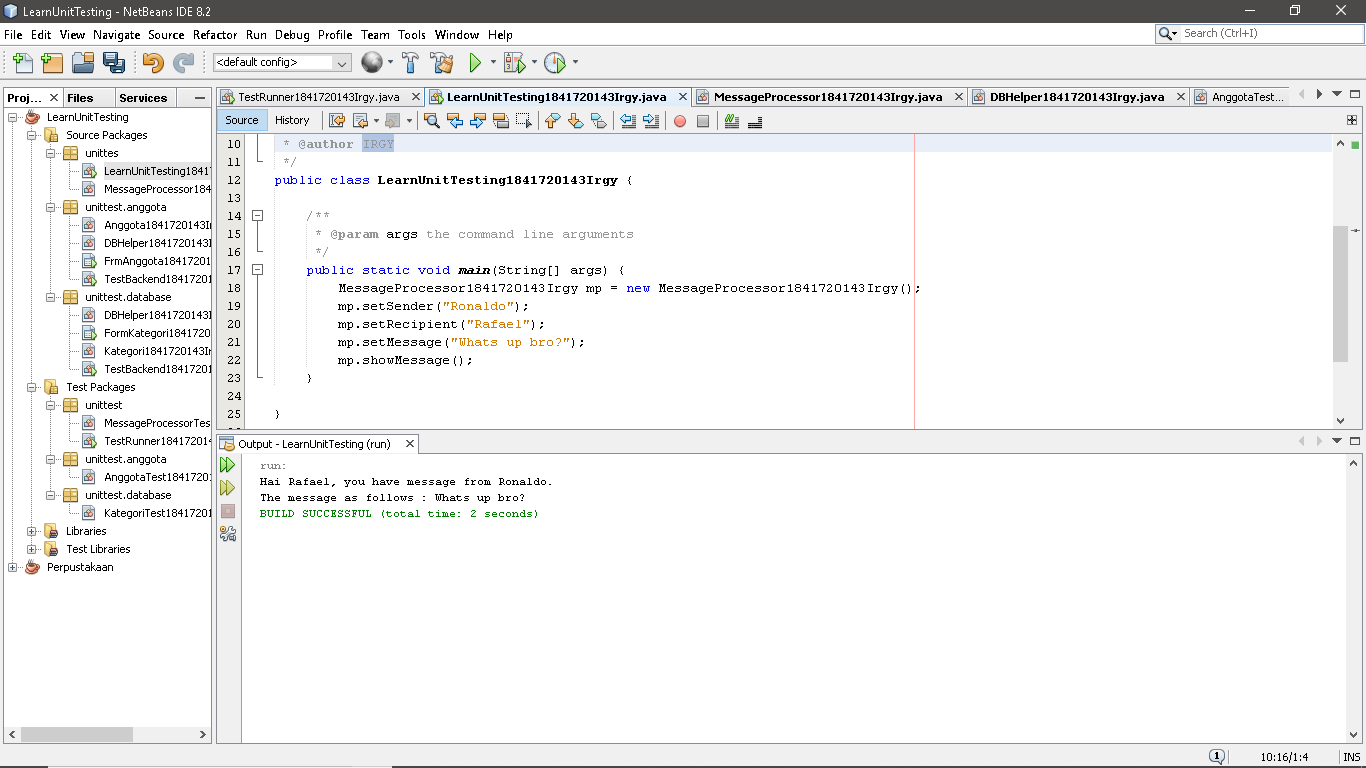 LearnUnitTesting - NetBeans IDE 8.2
File Edit View Navigate Source Refactor Run Debug Profile Team Tools Window Help
Search (Ctrl+I)
<default config>
Proj... Files Services
TestRunner1841720143Irgy.java LearnUnitTesting1841720143Irgy.java MessageProcessor1841720143Irgy.java DBHelper1841720143Irgy.java AnggotaTest...
LearnUnitTesting
Source Packages
unittes
LearnUnitTesting1841
MessageProcessor184
unittest.anggota
Anggota1841720143I
DBHelper1841720143I
FrmAnggota1841720
TestBackend1841720
unittest.database
DBHelper1841720143I
FormKategori1841720
Kategori1841720143I
TestBackend1841720
Test Packages
unittest
MessageProcessorTes
TestRunner18417201
unittest.anggota
AnggotaTest1841720
unittest.database
KategoriTest1841720
Libraries
Test Libraries
Perpustakaan
Source History
10 * @author IRGY
11 */
12 public class LearnUnitTesting1841720143Irgy {
13
14 /**
15 * @param args the command line arguments
16 */
17 public static void main(String[] args) {
18 MessageProcessor1841720143Irgy mp = new MessageProcessor1841720143Irgy();
19 mp.setSender("Ronaldo");
20 mp.setRecipient("Rafael");
21 mp.setMessage("Whats up bro?");
22 mp.showMessage();
23 }
24
25 }
Output - LearnUnitTesting (run)
run:
Hai Rafael, you have message from Ronaldo.
The message as follows : Whats up bro?
BUILD SUCCESSFUL (total time: 2 seconds)
1 10:16/1:4 INS